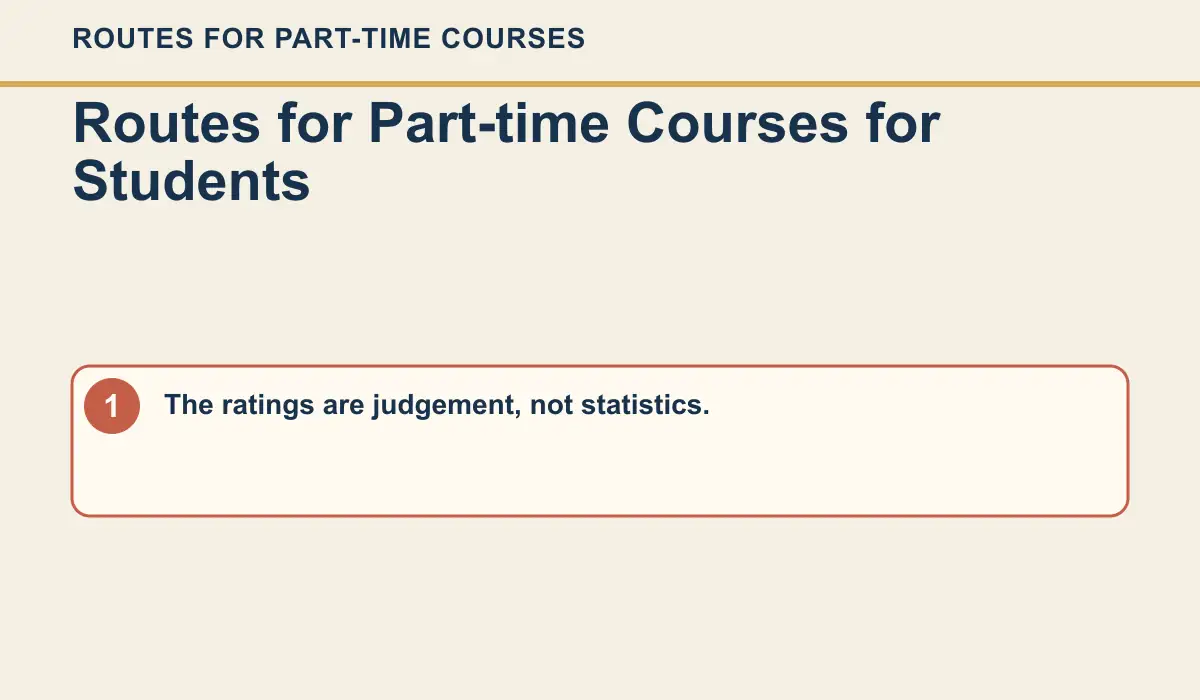 ROUTES FOR PART-TIME COURSES
Routes for Part-time Courses for
Students
1
The ratings are judgement, not statistics.